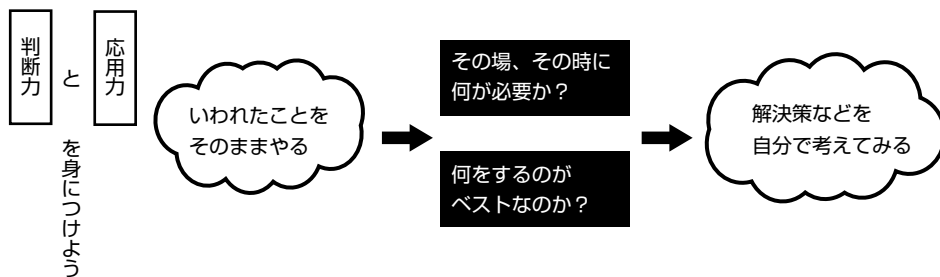 応用力
と
判断力
を身につけよう
いわれたことを
そのままやる
その場、その時に
何が必要か？
何をするのが
ベストなのか？
解決策などを
自分で考えてみる